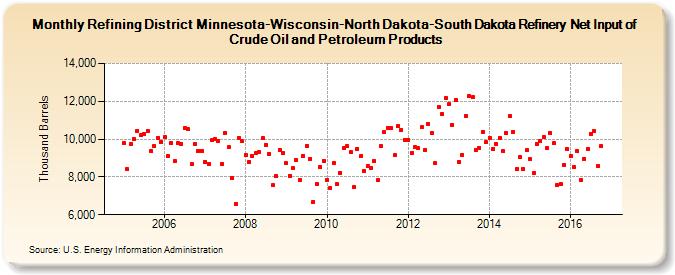 Monthly Refining District Minnesota-Wisconsin-North Dakota-South Dakota Refinery Net Input of
Crude Oil and Petroleum Products
Thousand Barrels
14,000
12,000
10,000
8,000
6,000
2006
2008
2010
2012
2014
2016
Source: U.S. Energy Information Administration